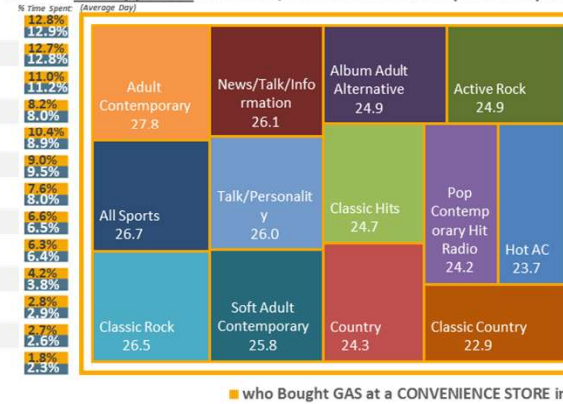 % Time Spent: (Average Day)
12.8%
12.9%
12.7%
12.8%
11.0%
11.2%
8.2%
8.0%
10.4%
8.9%
9.0%
9.5%
7.6%
8.0%
6.6%
6.5%
6.3%
6.4%
4.2%
3.8%
2.8%
2.9%
2.7%
2.6%
1.8%
2.3%
Adult
Contemporary
27.8
News/Talk/Info
rmation
26.1
Album Adult
Alternative
24.9
Active Rock
24.9
All Sports
26.7
Talk/Personalit
y
26.0
Classic Hits
24.7
Pop
Contemp
orary Hit
Radio
24.2
Hot AC
23.7
Classic Rock
26.5
Soft Adult
Contemporary
25.8
Country
24.3
Classic Country
22.9
who Bought GAS at a CONVENIENCE STORE in